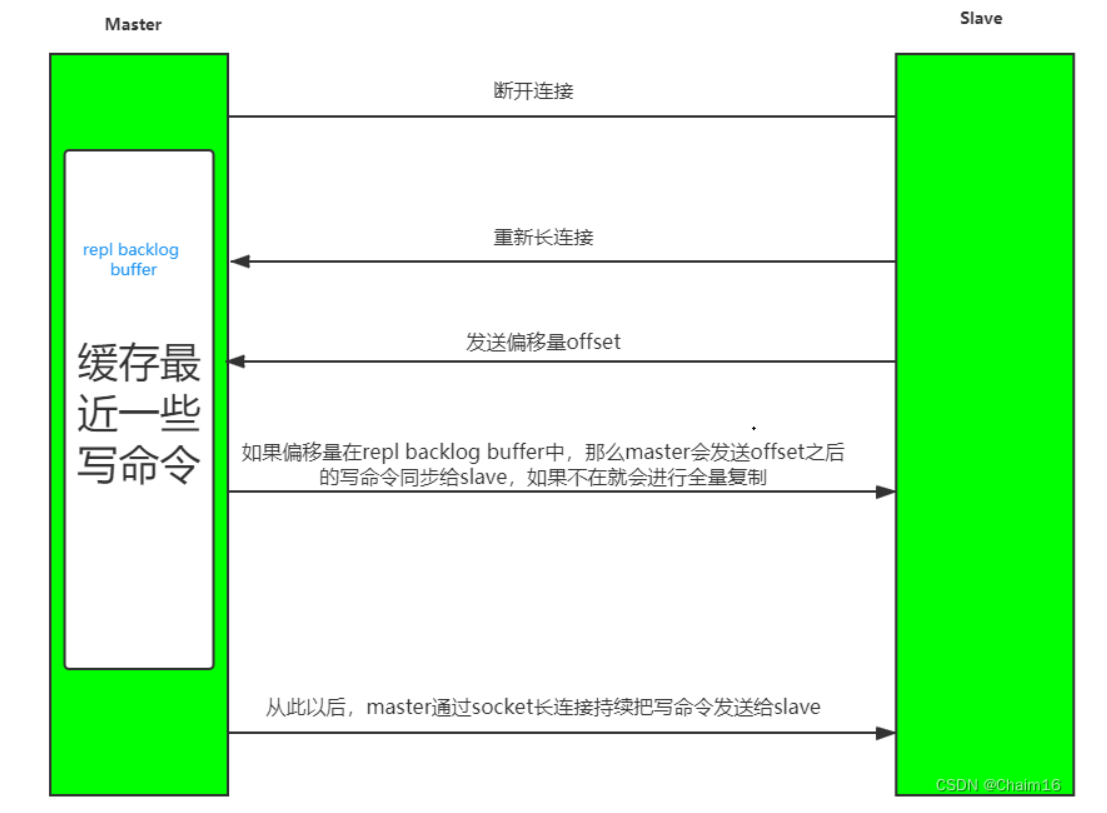 Master
Slave
断开连接
重新长连接
repl backlog
buffer
发送偏移量offset
缓存最
近一些
写命令
如果偏移量在repl backlog buffer中，那么master会发送offset之后
的写命令同步给slave，如果不在就会进行全量复制
从此以后，master通过socket长连接持续把写命令发送给slave
CSDN @Chaim16